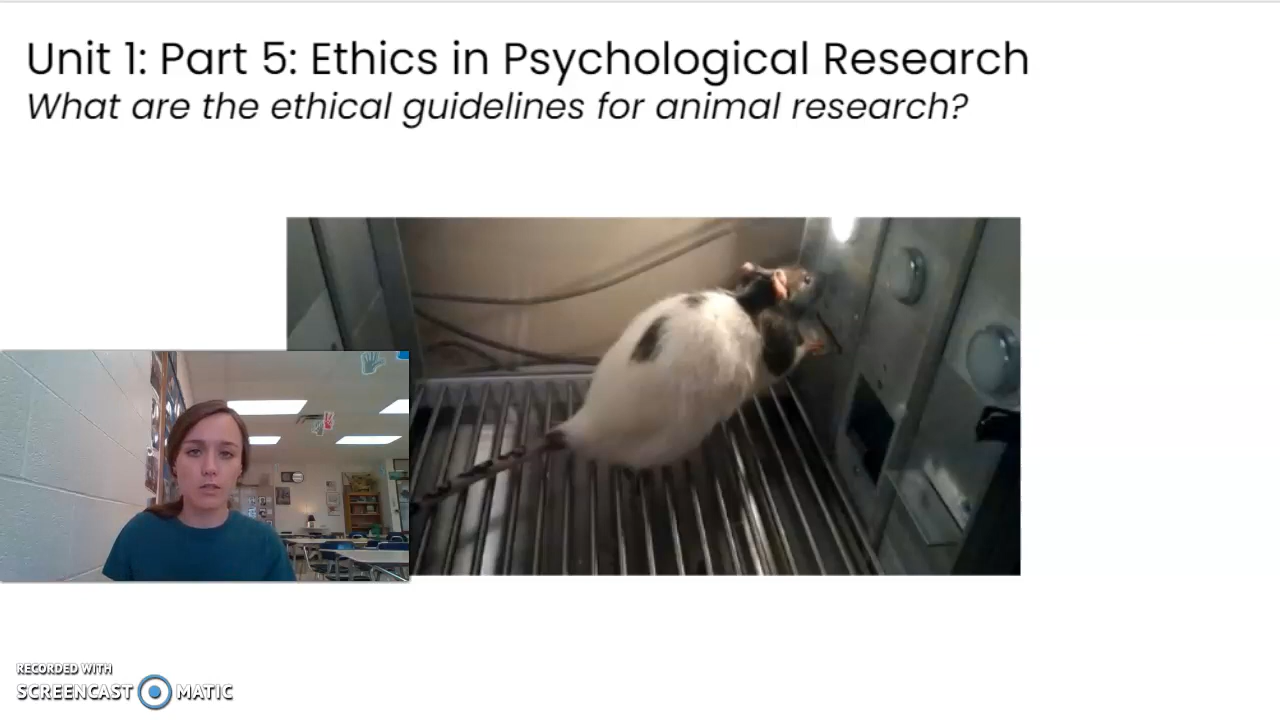 Unit 1: Part 5: Ethics in Psychological Research
What are the ethical guidelines for animal research?
RECORDED WITH
SCREENCAST MATIC